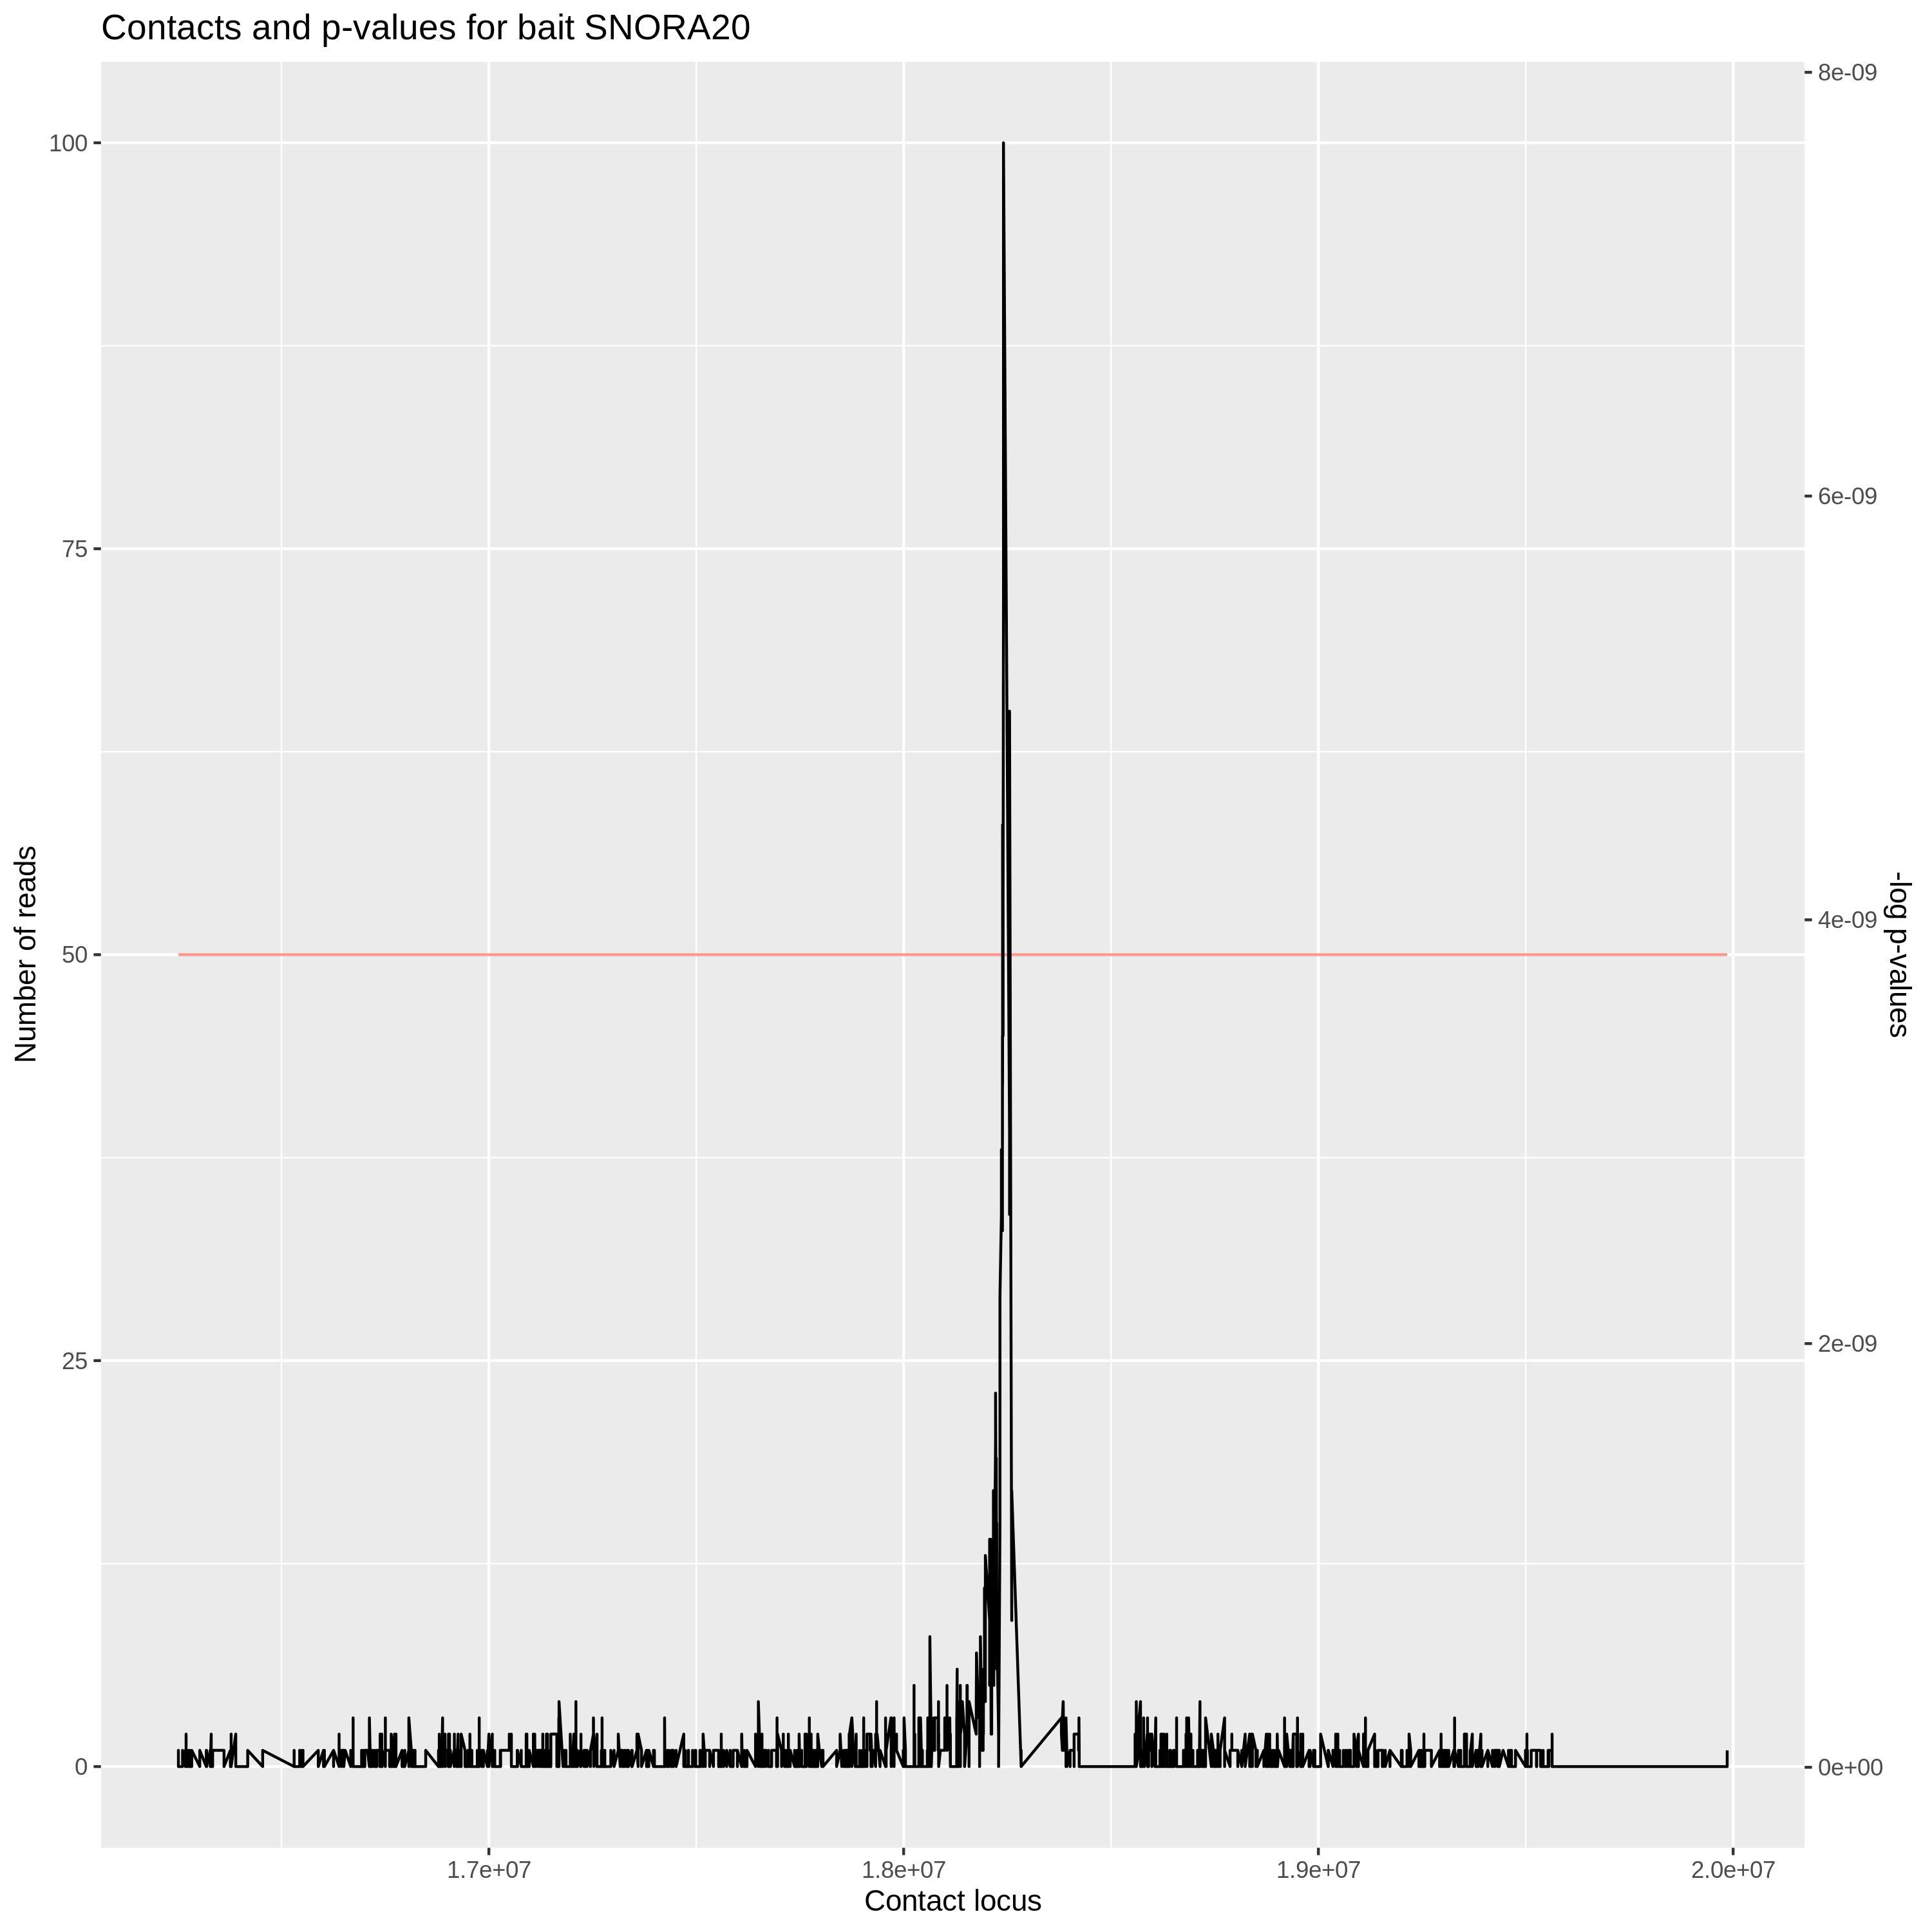 Contacts and p-values for bait SNORA20
Number of reads
100
75
50
25
0
8e-09
6e-09
4e-09
2e-09
0e+00
-log p-values
1.7e+07
1.8e+07
1.9e+07
2.0e+07
Contact locus